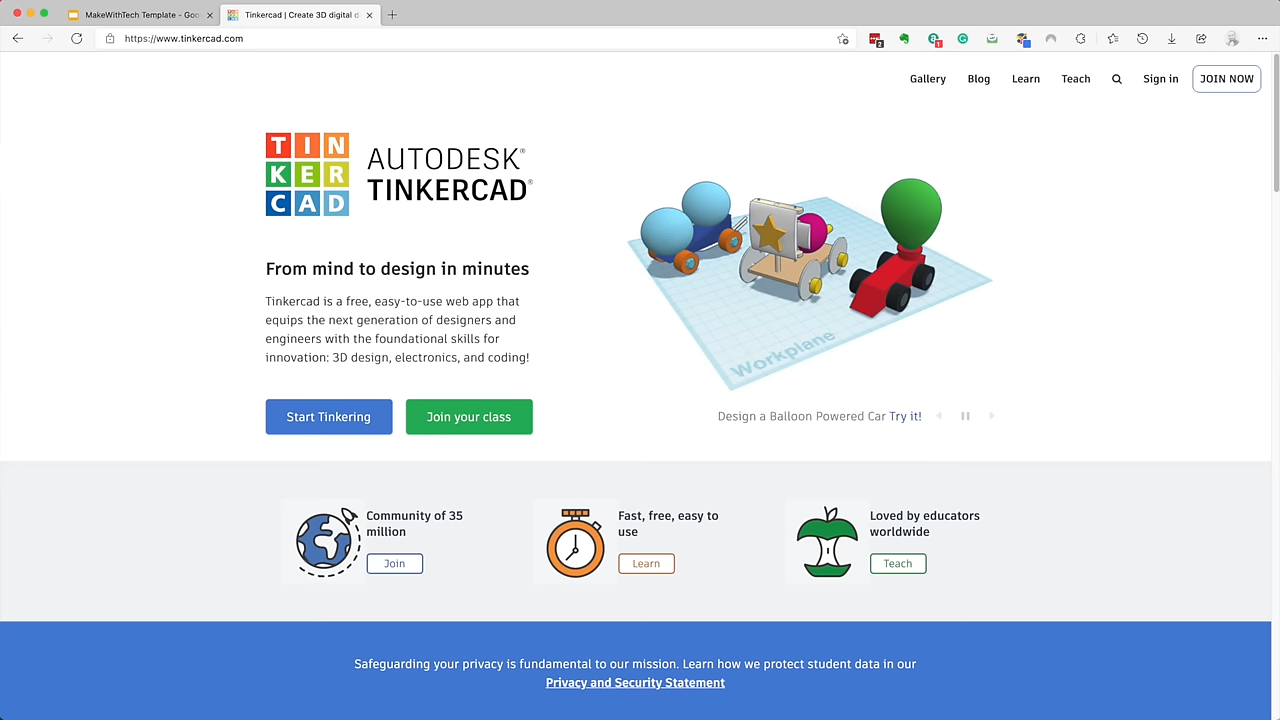 MakeWithTech Template - Goo
Tinkercad | Create 3D digital d
https://www.tinkercad.com
2
1
Gallery
Blog
Learn
Teach
Sign in
JOIN NOW
TIN
KER
CAD
AUTODESK®
TINKERCAD®
From mind to design in minutes
Tinkercad is a free, easy-to-use web app that
equips the next generation of designers and
engineers with the foundational skills for
innovation: 3D design, electronics, and coding!
Start Tinkering
Join your class
Workplane
Design a Balloon Powered Car Try it!
Community of 35
million
Join
Fast, free, easy to
use
Learn
Loved by educators
worldwide
Teach
Safeguarding your privacy is fundamental to our mission. Learn how we protect student data in our
Privacy and Security Statement